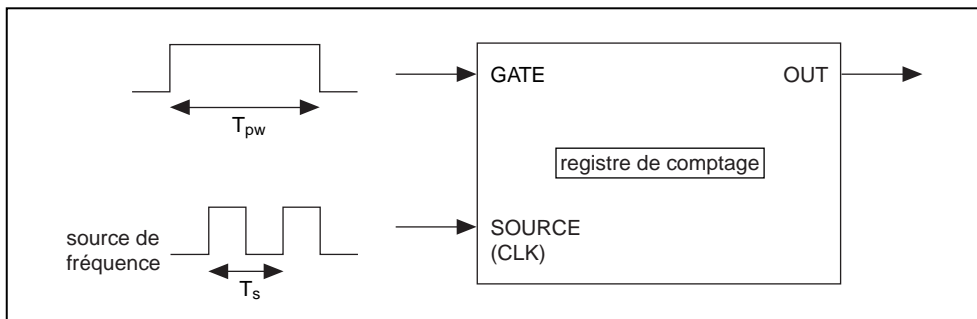 GATE
OUT
T_pw
registre de comptage
source de
fréquence
SOURCE
(CLK)
T_s